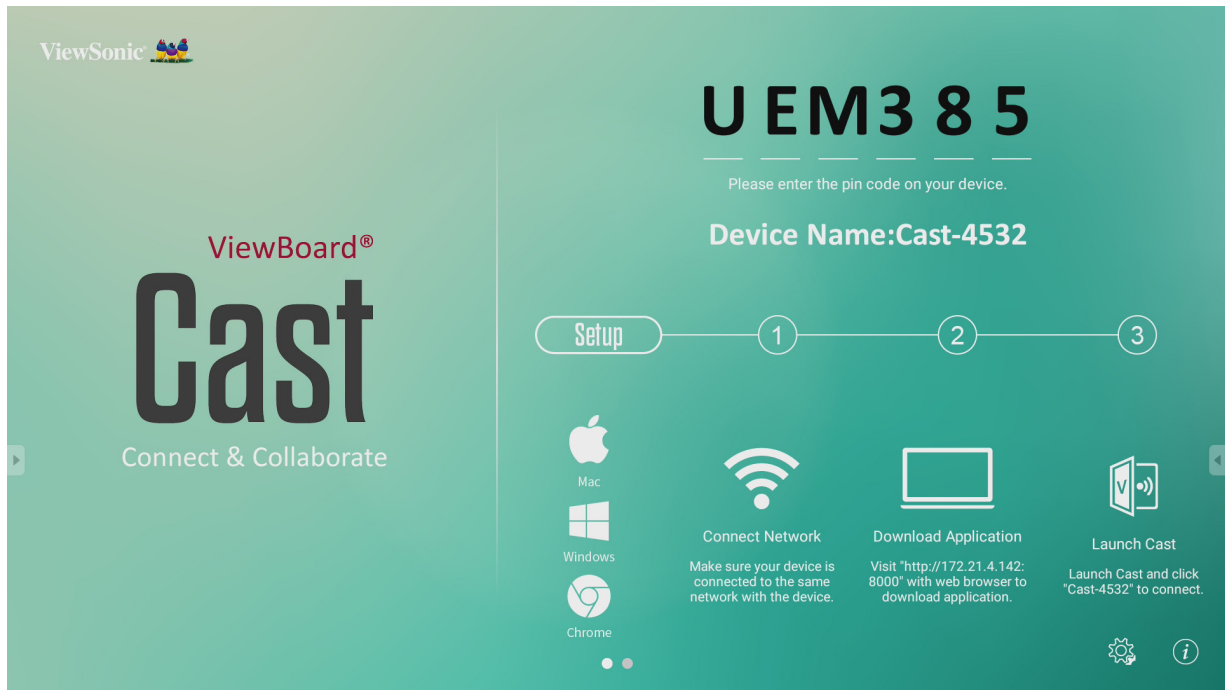 ViewSonic®
UEM385
Please enter the pin code on your device.
Device Name:Cast-4532
ViewBoard®
Cast
Connect & Collaborate
Setup
1
2
3
Mac
Windows
Chrome
Connect Network
Make sure your device is
connected to the same
network with the device.
Download Application
Visit "http://172.21.4.142:
8000" with web browser to
download application.
V
Launch Cast
Launch Cast and click
"Cast-4532" to connect.
i